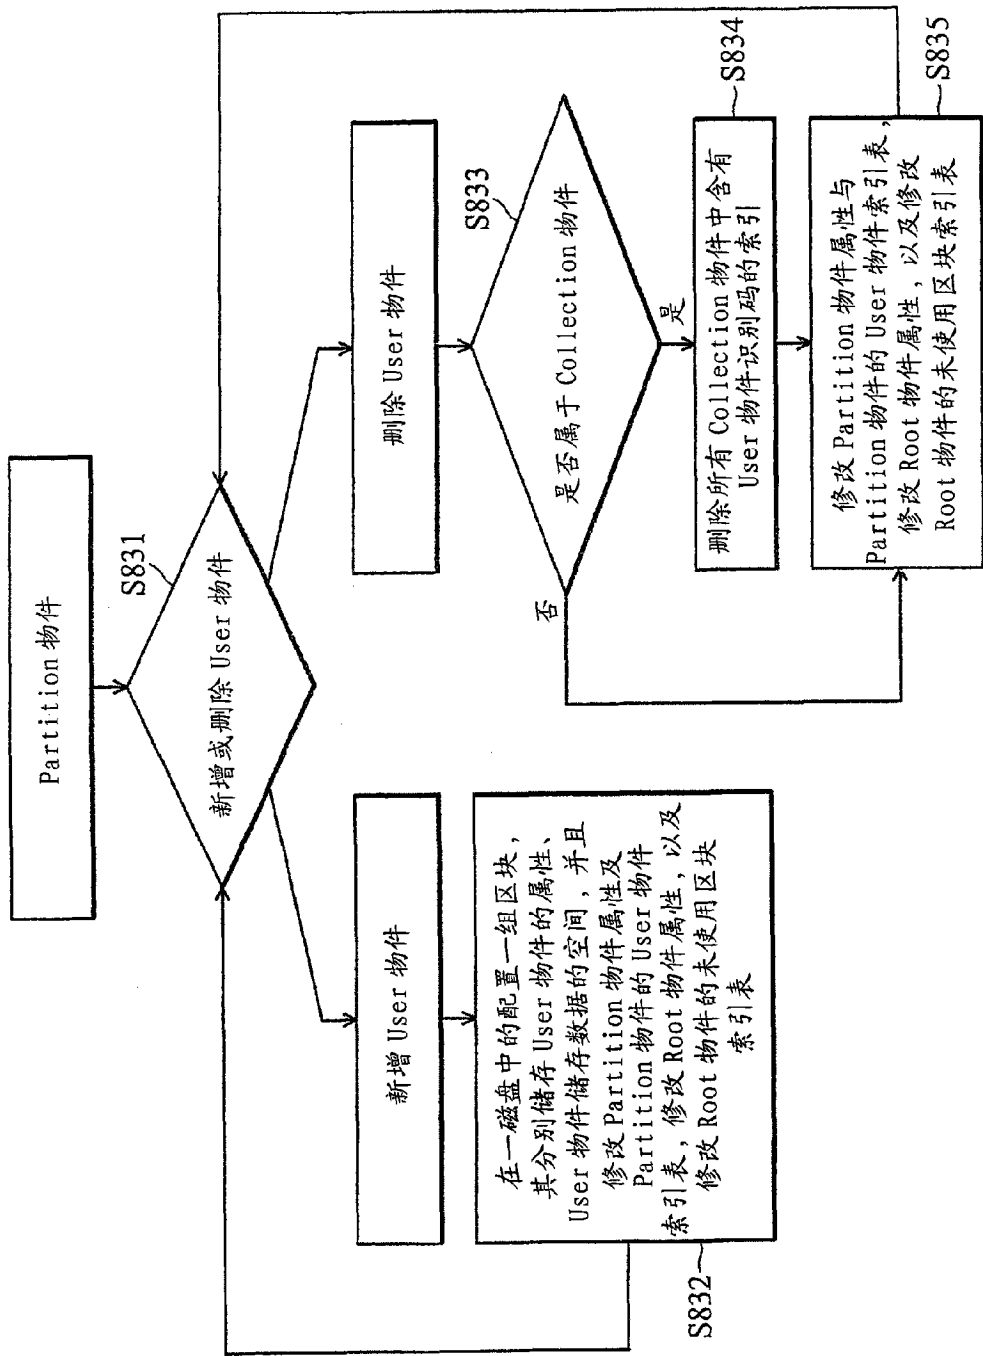 Partition 物件
S831
新增或删除 User 物件
新增 User 物件
在一磁盘中的配置一组区块,
其分别储存 User 物件的属性、
User 物件储存数据的空间, 并且
修改 Partition 物件属性及
Partition 物件的 User 物件
索引表, 修改 Root 物件属性, 以及
修改 Root 物件的未使用区块
索引表
S832
删除 User 物件
S833
是否属于 Collection 物件
否
是
S834
删除所有 Collection 物件中含有
User 物件识别码的索引
S835
修改 Partition 物件属性与
Partition 物件的 User 物件索引表,
修改 Root 物件属性, 以及修改
Root 物件的未使用区块索引表